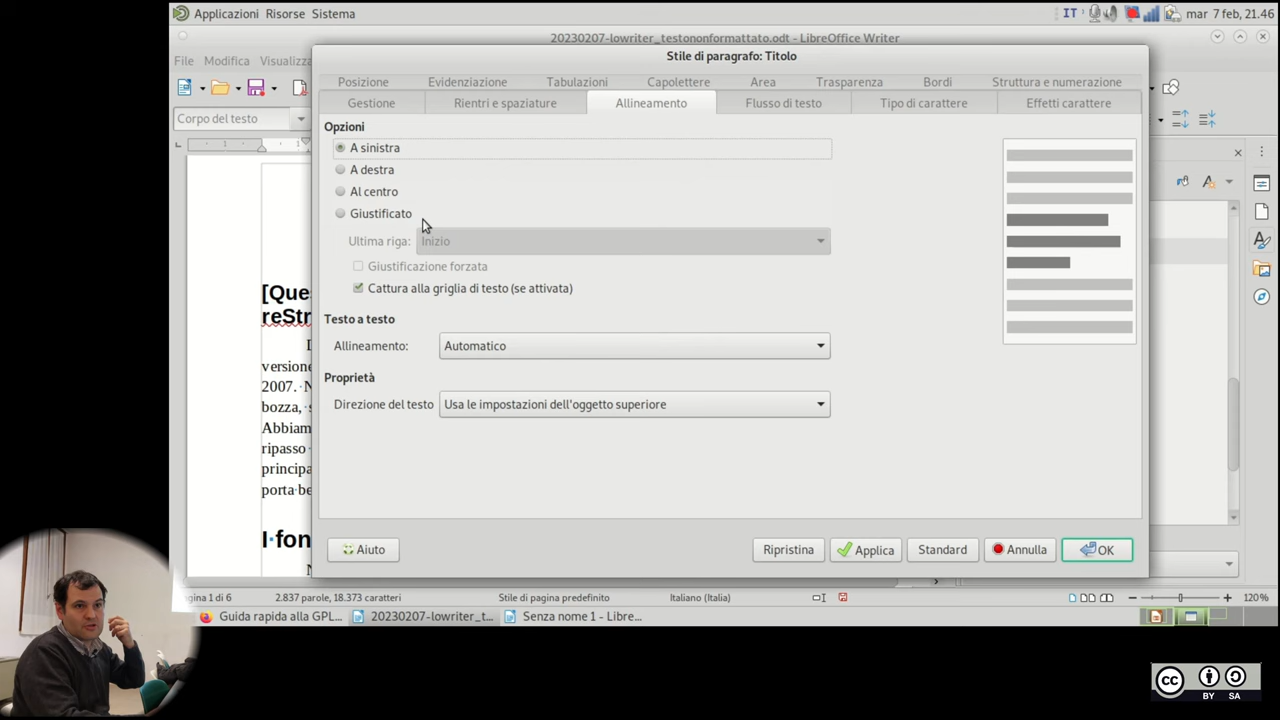 Applicazioni Risorse Sistema
IT mar 7 feb, 21.46
20230207-lowriter_testononformattato.odt - LibreOffice Writer
Stile di paragrafo: Titolo
File Modifica Visualizza
Posizione Evidenziazione Tabulazioni Capolettere Area Trasparenza Bordi Struttura e numerazione
Gestione Rientri e spaziature Allineamento Flusso di testo Tipo di carattere Effetti carattere
Corpo del testo
Opzioni
A sinistra
A destra
Al centro
Giustificato
Ultima riga: Inizio
Giustificazione forzata
Cattura alla griglia di testo (se attivata)
Testo a testo
Allineamento: Automatico
Proprietà
Direzione del testo Usa le impostazioni dell'oggetto superiore
[Ques
reStr
versione
2007. N
bozza, s
Abbiam
ripasso
principa
porta be
I fon
Aiuto Ripristina Applica Standard Annulla OK
agina 1 di 6 2.837 parole, 18.373 caratteri Stile di pagina predefinito Italiano (Italia) 120%
Guida rapida alla GPL... 20230207-lowriter_t... Senza nome 1 - Libre...
CC BY SA